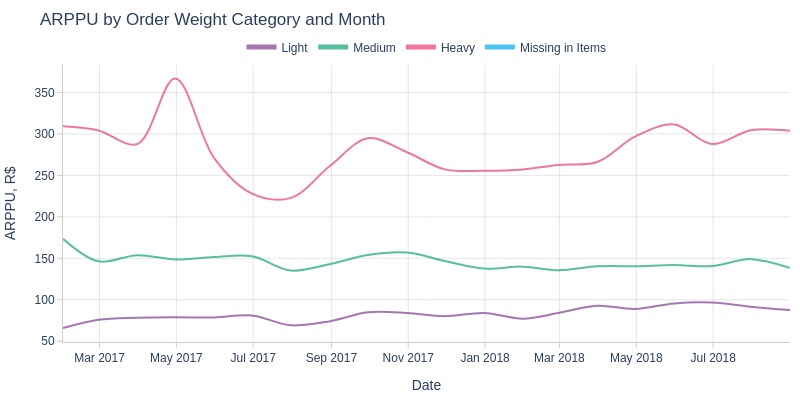 ARPPU by Order Weight Category and Month
Light Medium Heavy Missing in Items
ARPPU, R$
350
300
250
200
150
100
50
Mar 2017 May 2017 Jul 2017 Sep 2017 Nov 2017 Jan 2018 Mar 2018 May 2018 Jul 2018
Date